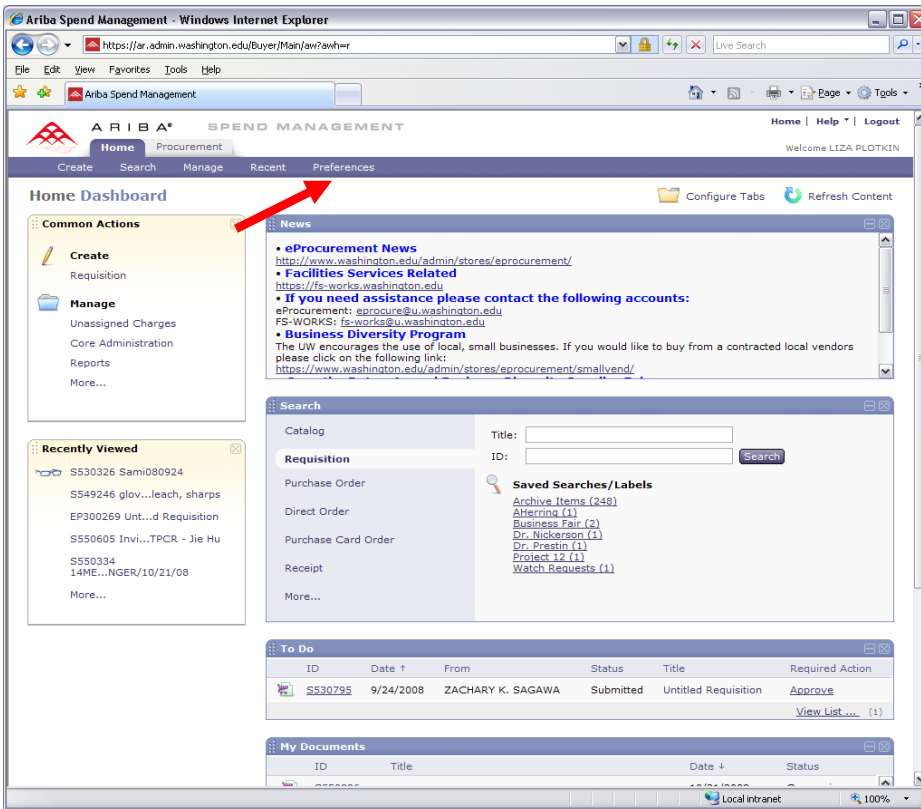 Ariba Spend Management - Windows Internet Explorer
https://ar.admin.washington.edu/Buyer/Main/aw?awh=r
Live Search
File Edit View Favorites Tools Help
Ariba Spend Management
Page Tools
ARIBA SPEND MANAGEMENT
Home | Help | Logout
Home Procurement
Welcome LIZA PLOTKIN
Create Search Manage Recent Preferences
Home Dashboard
Configure Tabs Refresh Content
Common Actions
Create
Requisition
Manage
Unassigned Charges
Core Administration
Reports
More...
Recently Viewed
S530326 Sami080924
S549246 glov...leach, sharps
EP300269 Unt...d Requisition
S550605 Invi...TPCR - Jie Hu
S550334
14ME...NGER/10/21/08
More...
News
• eProcurement News
http://www.washington.edu/admin/stores/eprocurement/
• Facilities Services Related
https://fs-works.washington.edu
• If you need assistance please contact the following accounts:
eProcurement: eprocure@u.washington.edu
FS-WORKS: fs-works@u.washington.edu
• Business Diversity Program
The UW encourages the use of local, small businesses. If you would like to buy from a contracted local vendors
please click on the following link:
https://www.washington.edu/admin/stores/eprocurement/smallvend/
Search
Catalog
Requisition
Purchase Order
Direct Order
Purchase Card Order
Receipt
More...
Title:
ID: Search
Saved Searches/Labels
Archive Items (248)
AHerring (1)
Business Fair (2)
Dr. Nickerson (1)
Dr. Prestin (1)
Project 12 (1)
Watch Requests (1)
To Do
ID Date ↑ From Status Title Required Action
S530795 9/24/2008 ZACHARY K. SAGAWA Submitted Untitled Requisition Approve
View List ... (1)
My Documents
ID Title Date ↓ Status
Local intranet 100%